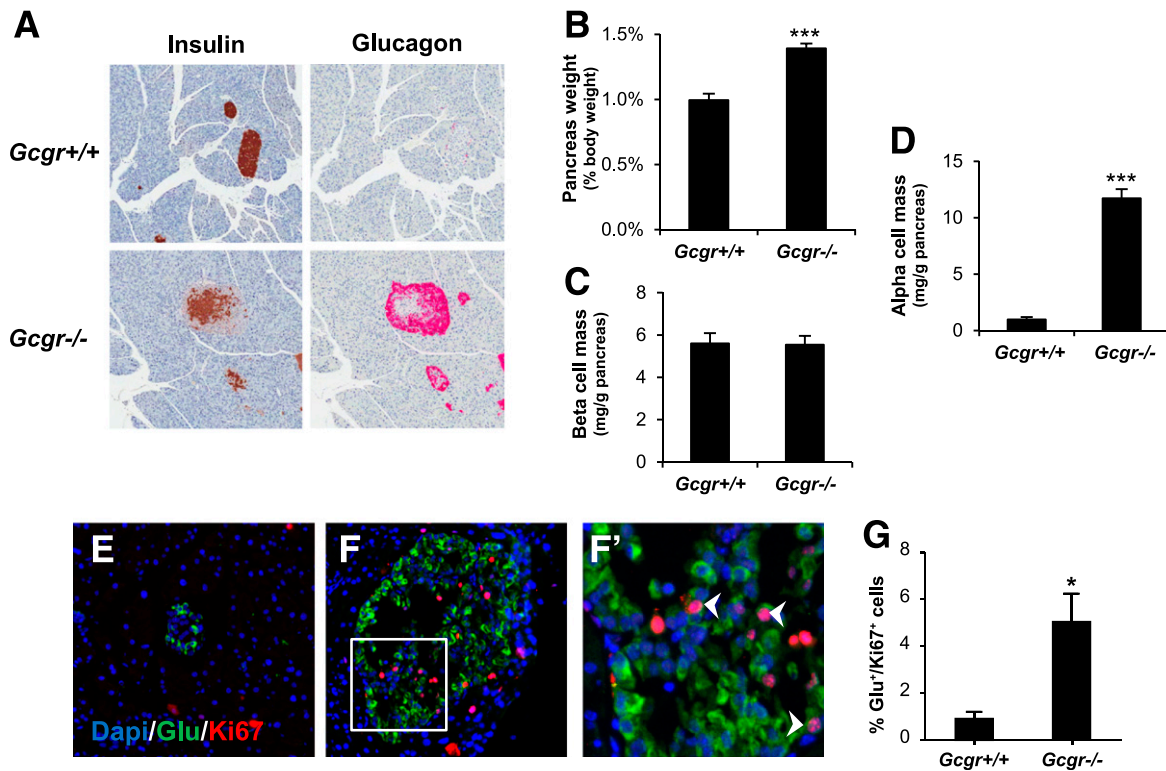 A
Insulin
Glucagon
Gcgr+/+
Gcgr-/-
B
Pancreas weight
(% body weight)
1.5%
1.0%
0.5%
0.0%
***
Gcgr+/+
Gcgr-/-
C
Beta cell mass
(mg/g pancreas)
8
6
4
2
0
Gcgr+/+
Gcgr-/-
D
Alpha cell mass
(mg/g pancreas)
15
10
5
0
***
Gcgr+/+
Gcgr-/-
E
Dapi/Glu/Ki67
F
F'
G
% Glu+/Ki67+ cells
8
6
4
2
0
*
Gcgr+/+
Gcgr-/-